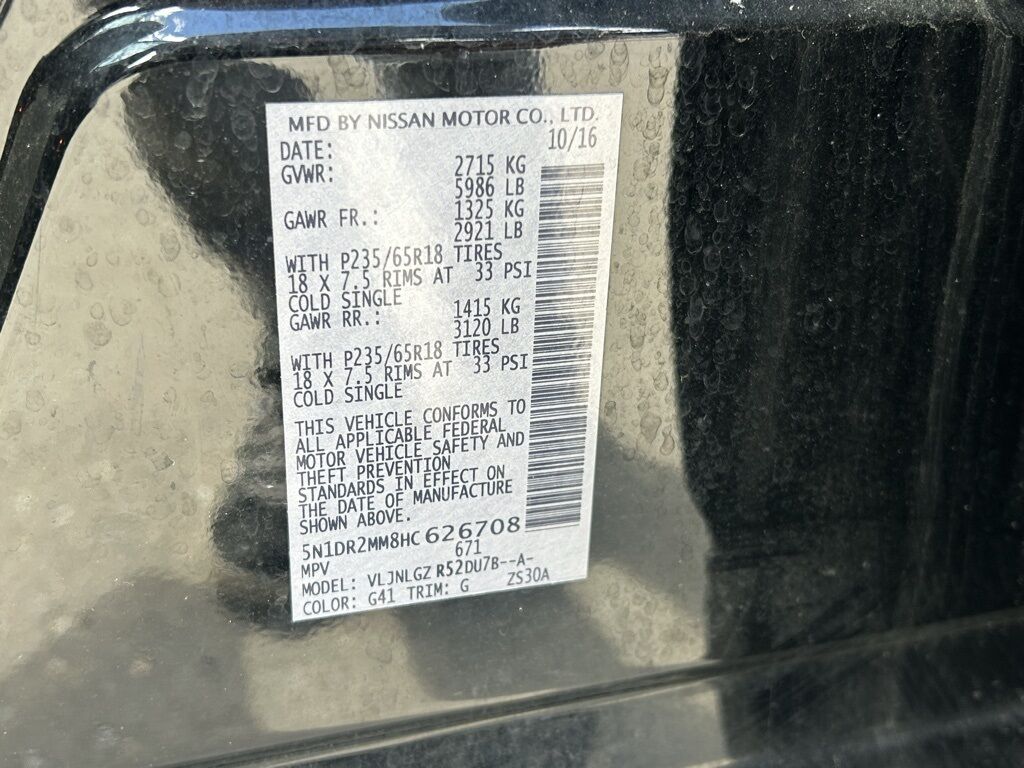 MFD BY NISSAN MOTOR CO., LTD.
DATE: 10/16
GVWR: 2715 KG
5986 LB
GAWR FR.: 1325 KG
2921 LB
WITH P235/65R18 TIRES
18 X 7.5 RIMS AT 33 PSI
COLD SINGLE
GAWR RR.: 1415 KG
3120 LB
WITH P235/65R18 TIRES
18 X 7.5 RIMS AT 33 PSI
COLD SINGLE
THIS VEHICLE CONFORMS TO
ALL APPLICABLE FEDERAL
MOTOR VEHICLE SAFETY AND
THEFT PREVENTION
STANDARDS IN EFFECT ON
THE DATE OF MANUFACTURE
SHOWN ABOVE.
5N1DR2MM8HC626708
MPV 671
MODEL: VLJNLGZ R52DU7B--A-
COLOR: G41 TRIM: G ZS30A